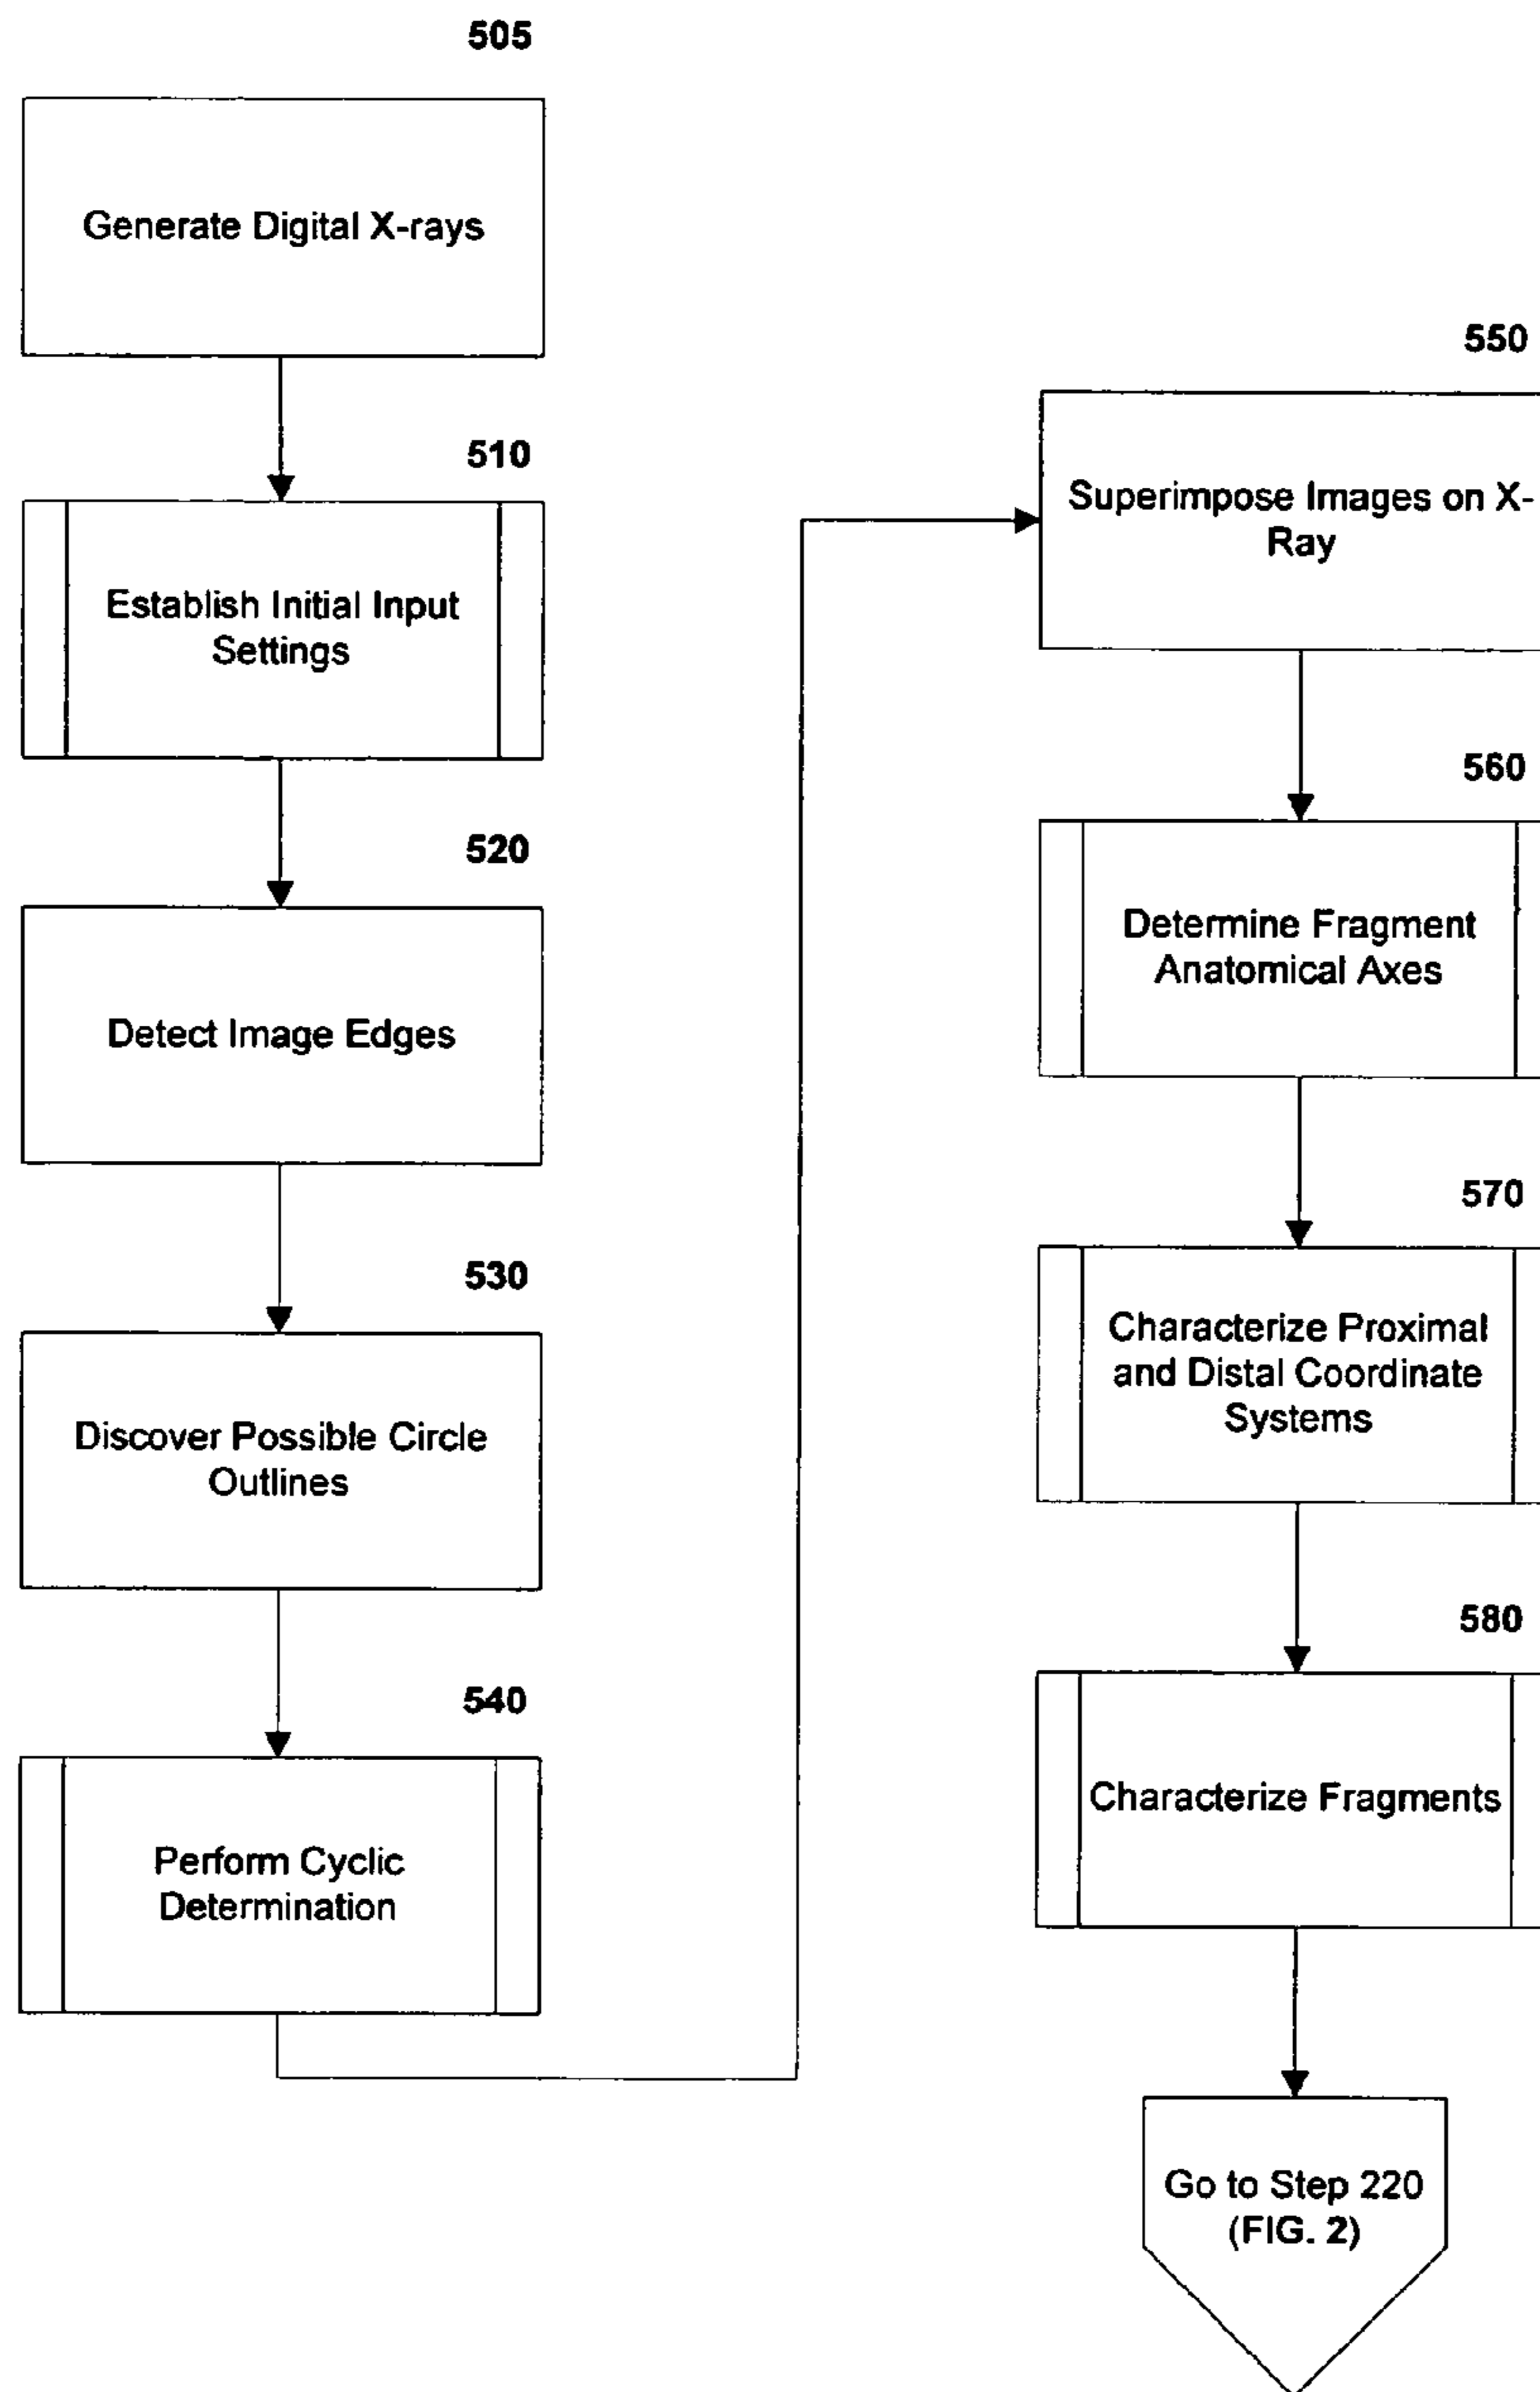 505
Generate Digital X-rays
510
Establish Initial Input
Settings
520
Detect Image Edges
530
Discover Possible Circle
Outlines
540
Perform Cyclic
Determination
550
Superimpose Images on X-
Ray
560
Determine Fragment
Anatomical Axes
570
Characterize Proximal
and Distal Coordinate
Systems
580
Characterize Fragments
Go to Step 220
(FIG. 2)